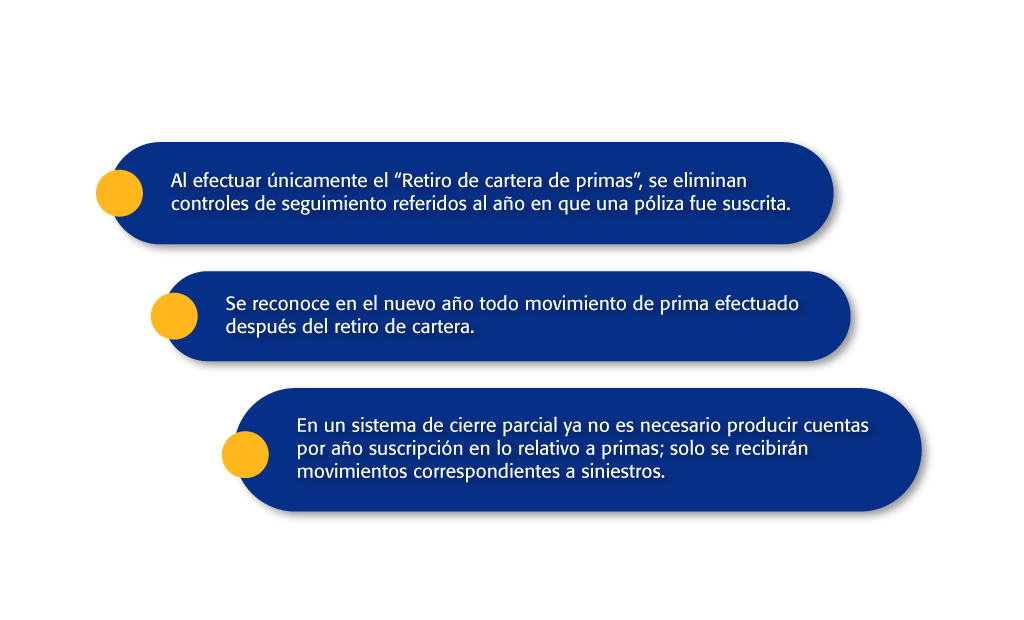 Al efectuar únicamente el “Retiro de cartera de primas”, se eliminan
controles de seguimiento referidos al año en que una póliza fue suscrita.
Se reconoce en el nuevo año todo movimiento de prima efectuado
después del retiro de cartera.
En un sistema de cierre parcial ya no es necesario producir cuentas
por año suscripción en lo relativo a primas; solo se recibirán
movimientos correspondientes a siniestros.